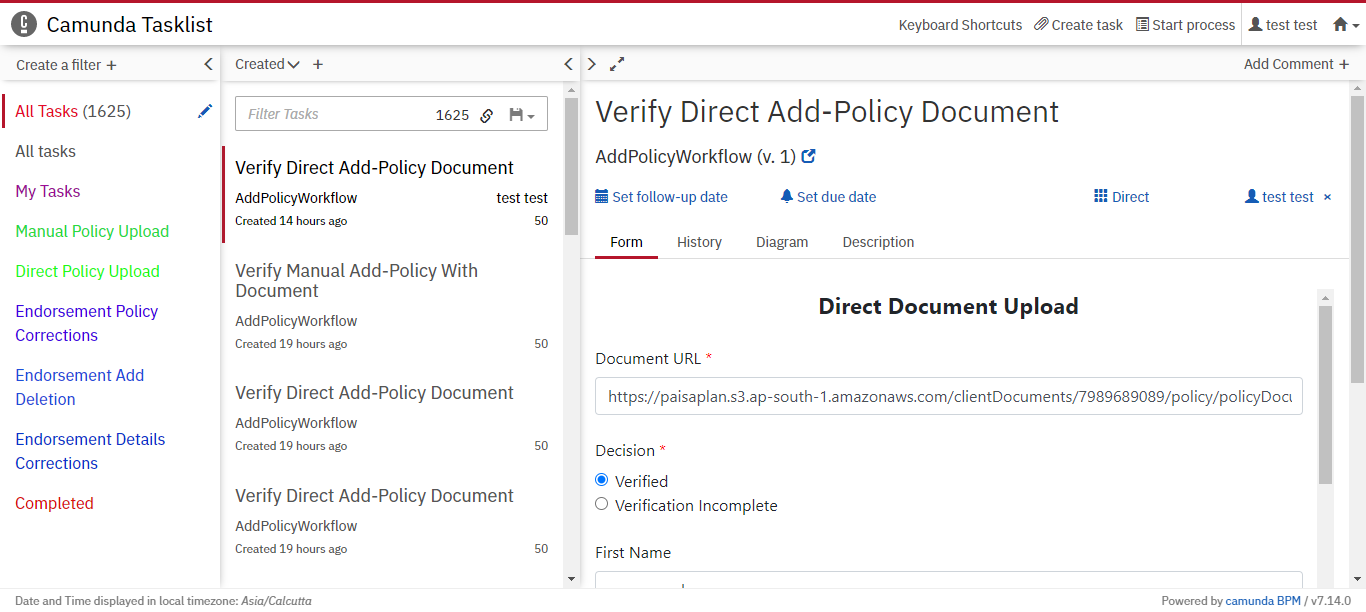 Camunda Tasklist
Keyboard Shortcuts Create task Start process test test
Create a filter +
Created +
Add Comment +
All Tasks (1625)
All tasks
My Tasks
Manual Policy Upload
Direct Policy Upload
Endorsement Policy
Corrections
Endorsement Add
Deletion
Endorsement Details
Corrections
Completed
Filter Tasks 1625
Verify Direct Add-Policy Document
AddPolicyWorkflow test test
Created 14 hours ago 50
Verify Manual Add-Policy With
Document
AddPolicyWorkflow
Created 19 hours ago 50
Verify Direct Add-Policy Document
AddPolicyWorkflow
Created 19 hours ago 50
Verify Direct Add-Policy Document
AddPolicyWorkflow
Created 19 hours ago 50
Verify Direct Add-Policy Document
AddPolicyWorkflow (v. 1)
Set follow-up date Set due date Direct test test ×
Form History Diagram Description
Direct Document Upload
Document URL *
https://paisaplan.s3.ap-south-1.amazonaws.com/clientDocuments/7989689089/policy/policyDocu
Decision *
Verified
Verification Incomplete
First Name
Date and Time displayed in local timezone: Asia/Calcutta
Powered by camunda BPM / v7.14.0